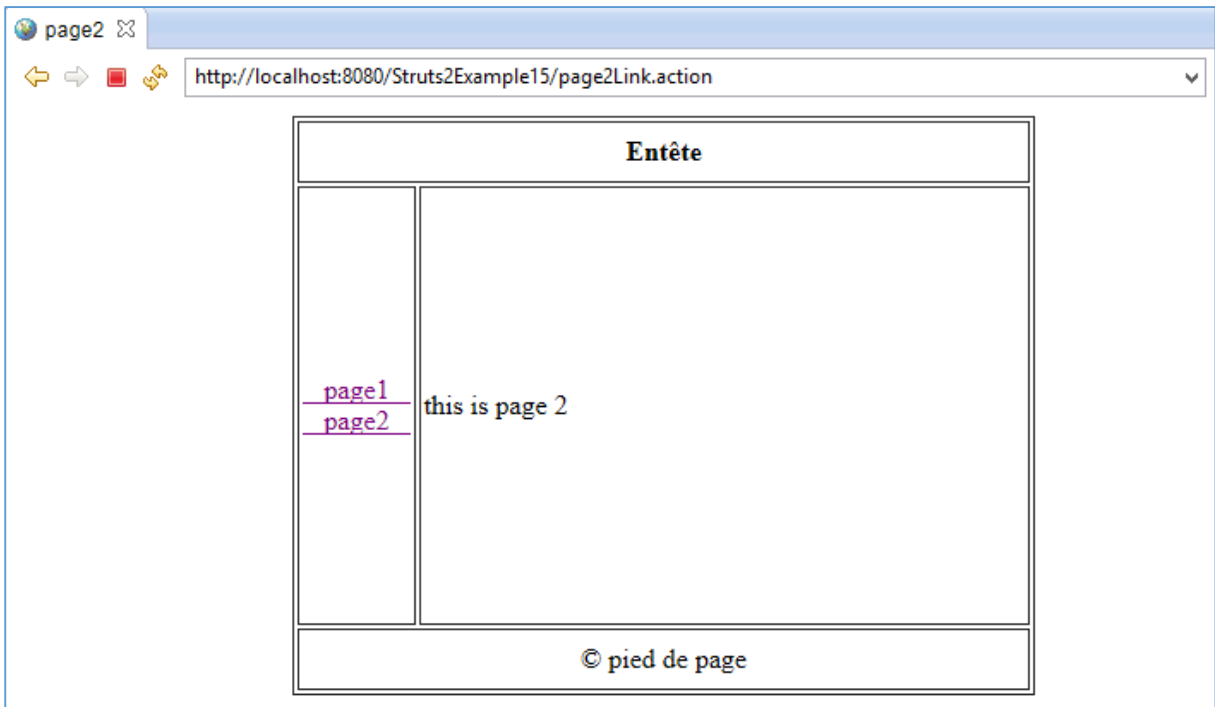 page2
http://localhost:8080/Struts2Example15/page2Link.action
Entête
page1
page2
this is page 2
© pied de page